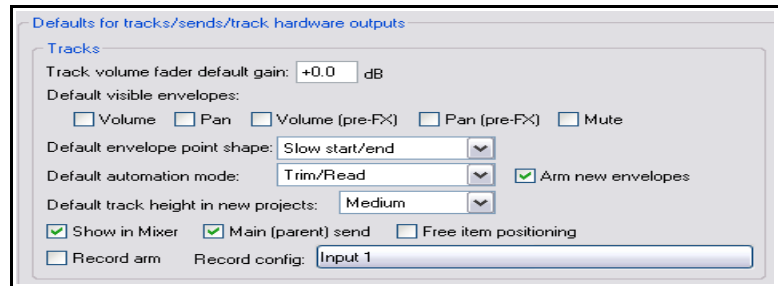 Defaults for tracks/sends/track hardware outputs
Tracks
Track volume fader default gain: +0.0 dB
Default visible envelopes:
Volume Pan Volume (pre-FX) Pan (pre-FX) Mute
Default envelope point shape: Slow start/end
Default automation mode: Trim/Read Arm new envelopes
Default track height in new projects: Medium
Show in Mixer Main (parent) send Free item positioning
Record arm Record config: Input 1